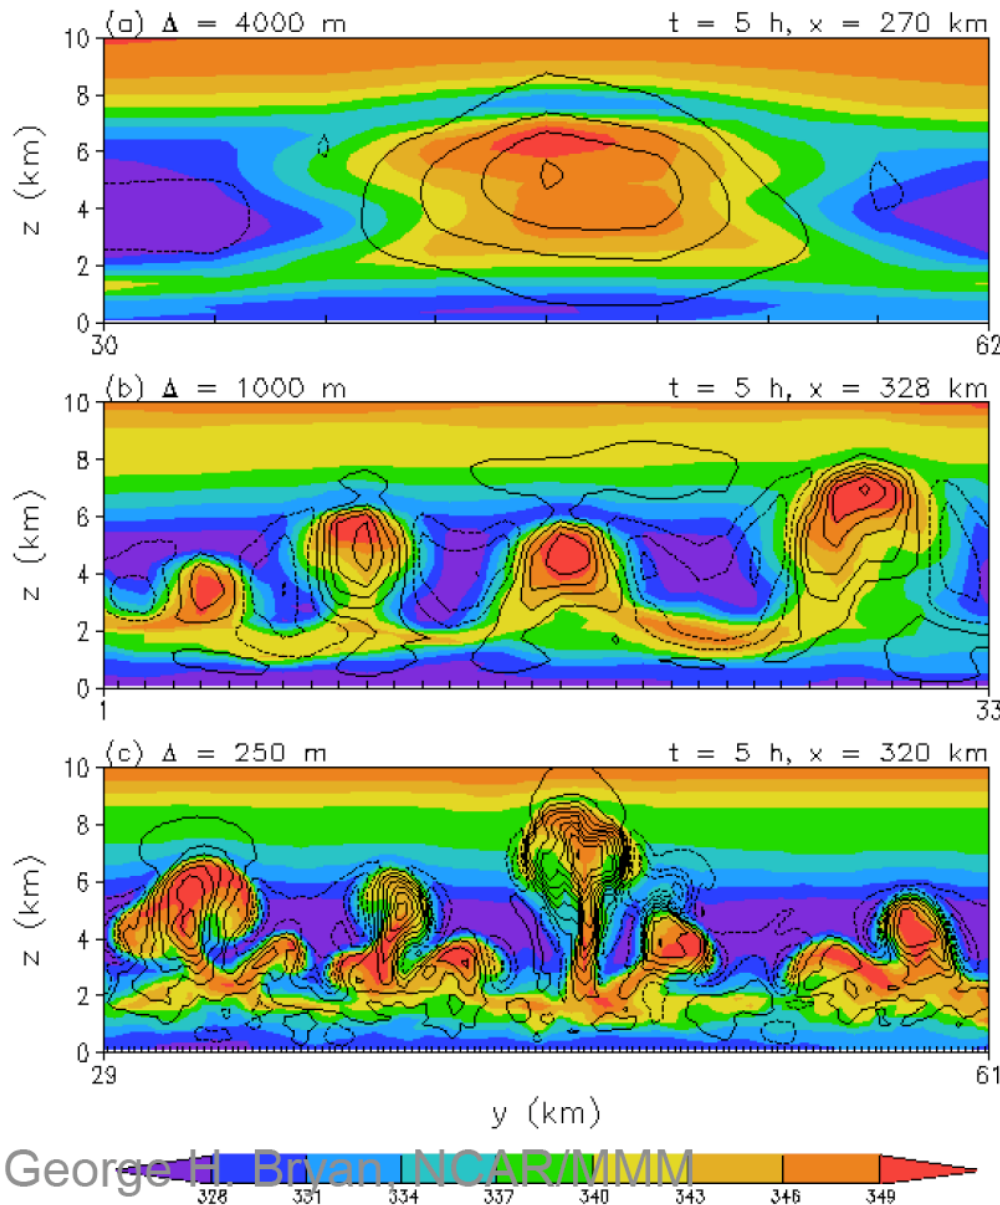 (a) Δ = 4000 m t = 5 h, x = 270 km
10
8
6
4
2
0
z (km)
30 62
(b) Δ = 1000 m t = 5 h, x = 328 km
10
8
6
4
2
0
z (km)
1 33
(c) Δ = 250 m t = 5 h, x = 320 km
10
8
6
4
2
0
z (km)
29 61
y (km)
George H. Bryan, NCAR/MMM
328 331 334 337 340 343 346 349